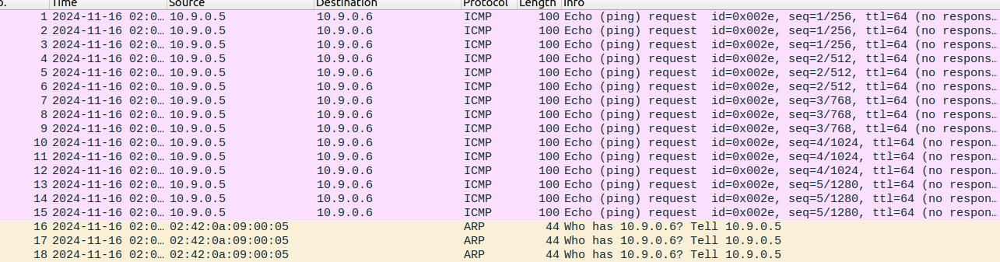 o. Time Source Destination Protocol Length Info
1 2024-11-16 02:0… 10.9.0.5 10.9.0.6 ICMP 100 Echo (ping) request id=0x002e, seq=1/256, ttl=64 (no respons…
2 2024-11-16 02:0… 10.9.0.5 10.9.0.6 ICMP 100 Echo (ping) request id=0x002e, seq=1/256, ttl=64 (no respons…
3 2024-11-16 02:0… 10.9.0.5 10.9.0.6 ICMP 100 Echo (ping) request id=0x002e, seq=1/256, ttl=64 (no respons…
4 2024-11-16 02:0… 10.9.0.5 10.9.0.6 ICMP 100 Echo (ping) request id=0x002e, seq=2/512, ttl=64 (no respons…
5 2024-11-16 02:0… 10.9.0.5 10.9.0.6 ICMP 100 Echo (ping) request id=0x002e, seq=2/512, ttl=64 (no respons…
6 2024-11-16 02:0… 10.9.0.5 10.9.0.6 ICMP 100 Echo (ping) request id=0x002e, seq=2/512, ttl=64 (no respons…
7 2024-11-16 02:0… 10.9.0.5 10.9.0.6 ICMP 100 Echo (ping) request id=0x002e, seq=3/768, ttl=64 (no respons…
8 2024-11-16 02:0… 10.9.0.5 10.9.0.6 ICMP 100 Echo (ping) request id=0x002e, seq=3/768, ttl=64 (no respons…
9 2024-11-16 02:0… 10.9.0.5 10.9.0.6 ICMP 100 Echo (ping) request id=0x002e, seq=3/768, ttl=64 (no respons…
10 2024-11-16 02:0… 10.9.0.5 10.9.0.6 ICMP 100 Echo (ping) request id=0x002e, seq=4/1024, ttl=64 (no respon…
11 2024-11-16 02:0… 10.9.0.5 10.9.0.6 ICMP 100 Echo (ping) request id=0x002e, seq=4/1024, ttl=64 (no respon…
12 2024-11-16 02:0… 10.9.0.5 10.9.0.6 ICMP 100 Echo (ping) request id=0x002e, seq=4/1024, ttl=64 (no respon…
13 2024-11-16 02:0… 10.9.0.5 10.9.0.6 ICMP 100 Echo (ping) request id=0x002e, seq=5/1280, ttl=64 (no respon…
14 2024-11-16 02:0… 10.9.0.5 10.9.0.6 ICMP 100 Echo (ping) request id=0x002e, seq=5/1280, ttl=64 (no respon…
15 2024-11-16 02:0… 10.9.0.5 10.9.0.6 ICMP 100 Echo (ping) request id=0x002e, seq=5/1280, ttl=64 (no respon…
16 2024-11-16 02:0… 02:42:0a:09:00:05 ARP 44 Who has 10.9.0.6? Tell 10.9.0.5
17 2024-11-16 02:0… 02:42:0a:09:00:05 ARP 44 Who has 10.9.0.6? Tell 10.9.0.5
18 2024-11-16 02:0… 02:42:0a:09:00:05 ARP 44 Who has 10.9.0.6? Tell 10.9.0.5